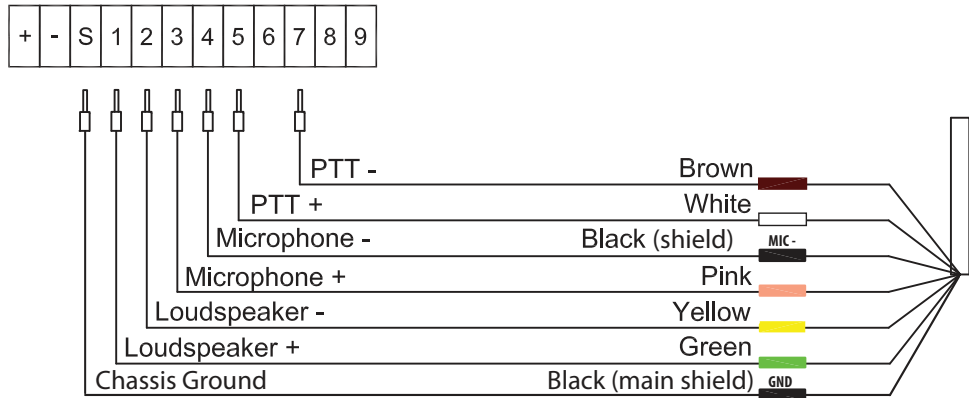 + - S 1 2 3 4 5 6 7 8 9
PTT - Brown
PTT + White
Microphone - Black (shield) MIC -
Microphone + Pink
Loudspeaker - Yellow
Loudspeaker + Green
Chassis Ground Black (main shield) GND